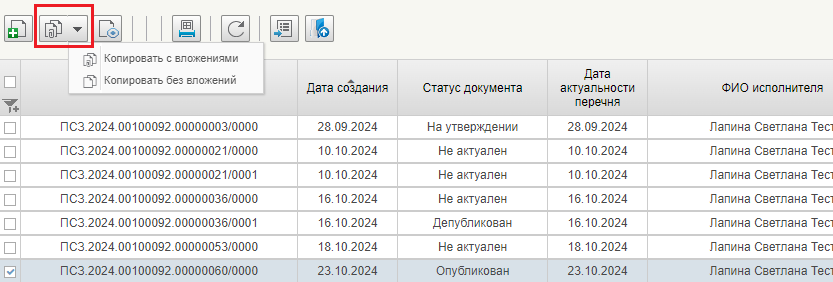 Копировать с вложениями
Копировать без вложений
Дата создания Статус документа Дата актуальности перечня ФИО исполнителя
ПСЗ.2024.00100092.00000003/0000 28.09.2024 На утверждении 28.09.2024 Лапина Светлана Тест
ПСЗ.2024.00100092.00000021/0000 10.10.2024 Не актуален 10.10.2024 Лапина Светлана Тест
ПСЗ.2024.00100092.00000021/0001 10.10.2024 Не актуален 10.10.2024 Лапина Светлана Тест
ПСЗ.2024.00100092.00000036/0000 16.10.2024 Не актуален 16.10.2024 Лапина Светлана Тест
ПСЗ.2024.00100092.00000036/0001 16.10.2024 Депубликован 16.10.2024 Лапина Светлана Тест
ПСЗ.2024.00100092.00000053/0000 18.10.2024 Не актуален 18.10.2024 Лапина Светлана Тест
ПСЗ.2024.00100092.00000060/0000 23.10.2024 Опубликован 23.10.2024 Лапина Светлана Тест